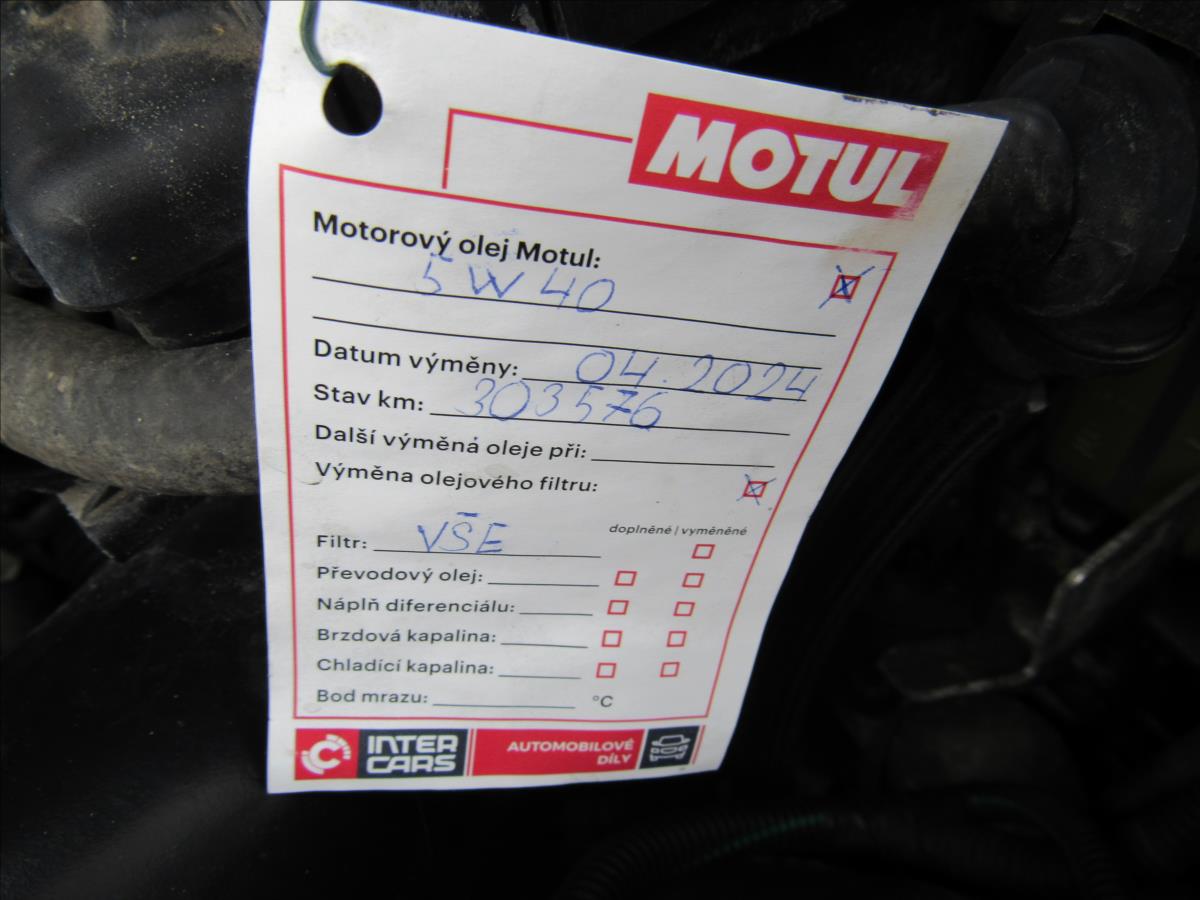 MOTUL
Motorový olej Motul:
5W40
Datum výměny: 04.2024
Stav km: 303576
Další výměna oleje při:
Výměna olejového filtru:
doplněné | vyměněné
Filtr: VŠE
Převodový olej:
Náplň diferenciálu:
Brzdová kapalina:
Chladící kapalina:
Bod mrazu: °C
INTER CARS
AUTOMOBILOVÉ
DÍLY